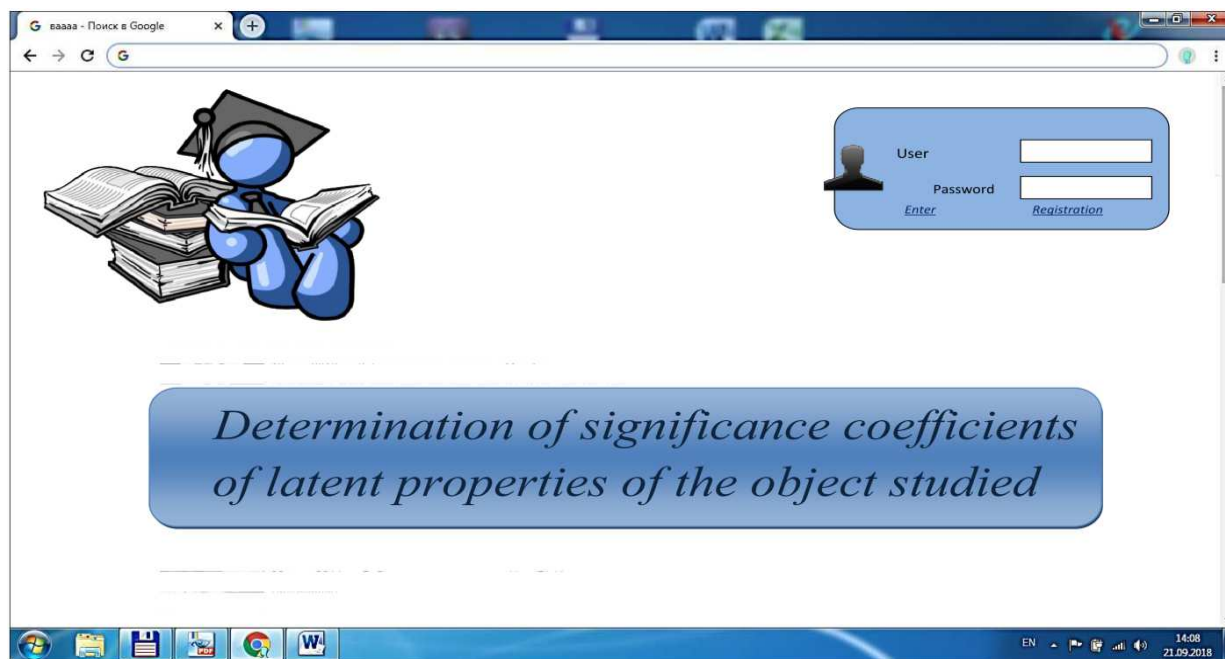 ваааа - Поиск в Google
User
Password
Enter Registration
Determination of significance coefficients
of latent properties of the object studied
EN
14:08
21.09.2018